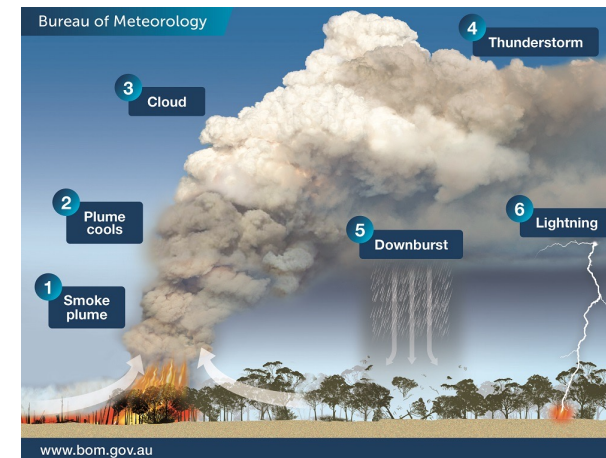 Bureau of Meteorology
4
Thunderstorm
3
Cloud
2
Plume
cools
6
Lightning
5
Downburst
1
Smoke
plume
www.bom.gov.au